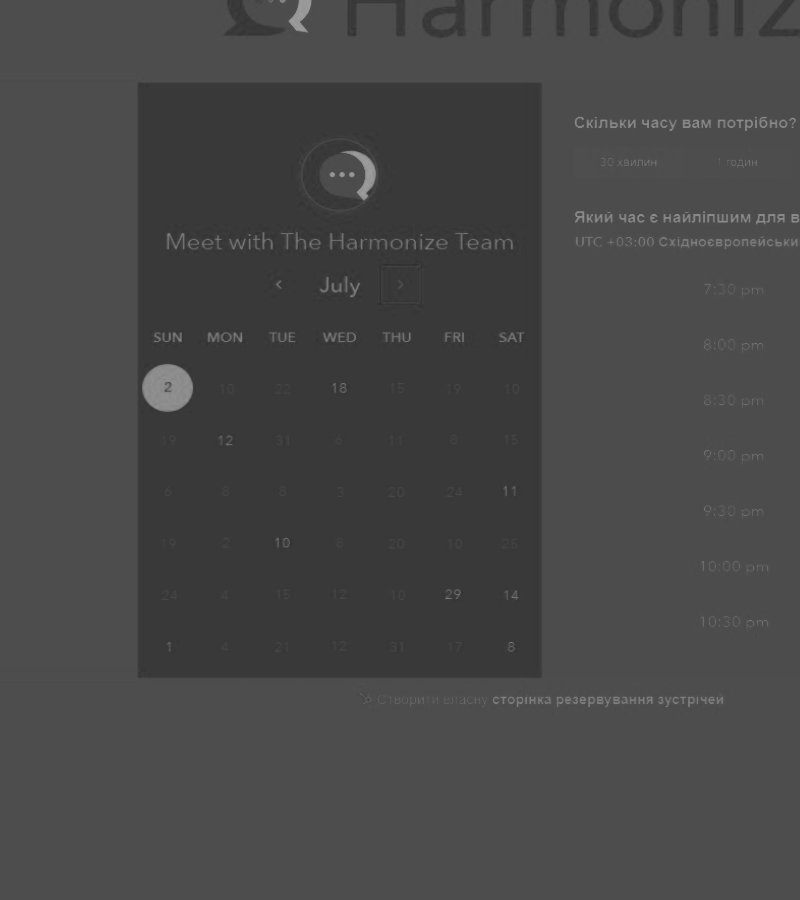 Harmoniz
Скільки часу вам потрібно?
30 хвилин 1 годин
Meet with The Harmonize Team
Який час є найліпшим для в
UTC +03:00 Східноєвропейськи
July
7:30 pm
SUN MON TUE WED THU FRI SAT
8:00 pm
2 10 22 18 15 19 10
8:30 pm
19 12 31 6 11 8 15
9:00 pm
6 8 8 3 20 24 11
9:30 pm
19 2 10 8 20 10 25
10:00 pm
24 4 15 12 10 29 14
10:30 pm
1 4 21 12 31 17 8
Створити власну сторінка резервування зустрічей